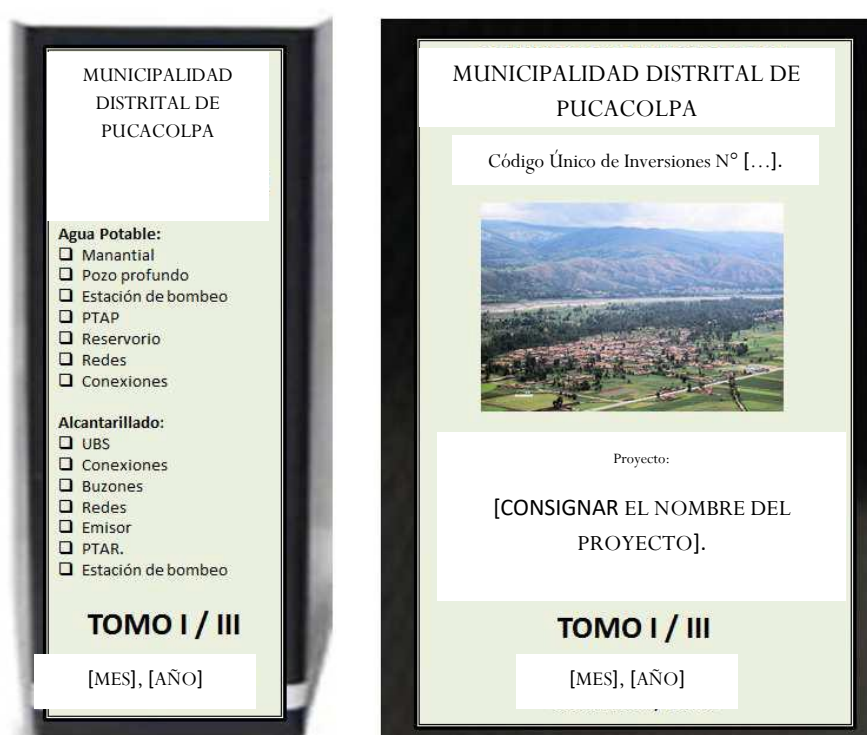 MUNICIPALIDAD
DISTRITAL DE
PUCACOLPA
Agua Potable:
Manantial
Pozo profundo
Estación de bombeo
PTAP
Reservorio
Redes
Conexiones
Alcantarillado:
UBS
Conexiones
Buzones
Redes
Emisor
PTAR.
Estación de bombeo
TOMO I / III
[MES], [AÑO]
MUNICIPALIDAD DISTRITAL DE
PUCACOLPA
Código Único de Inversiones N° [...].
Proyecto:
[CONSIGNAR EL NOMBRE DEL
PROYECTO].
TOMO I / III
[MES], [AÑO]